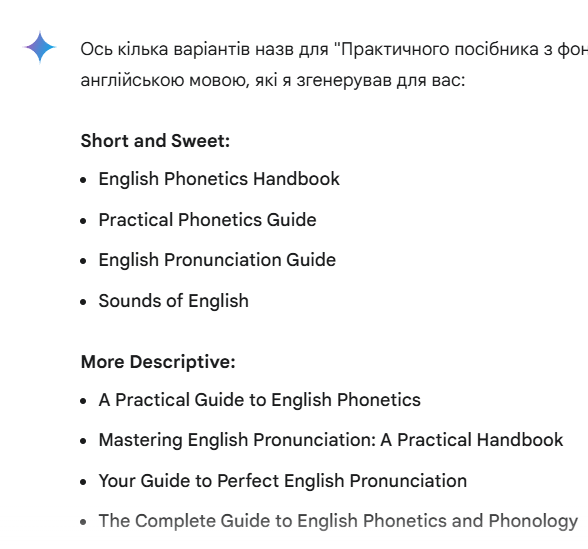 Ось кілька варіантів назв для "Практичного посібника з
англійською мовою, які я згенерував для вас:
Short and Sweet:
• English Phonetics Handbook
• Practical Phonetics Guide
• English Pronunciation Guide
• Sounds of English
More Descriptive:
• A Practical Guide to English Phonetics
• Mastering English Pronunciation: A Practical Handbook
• Your Guide to Perfect English Pronunciation
• The Complete Guide to English Phonetics and Phonology